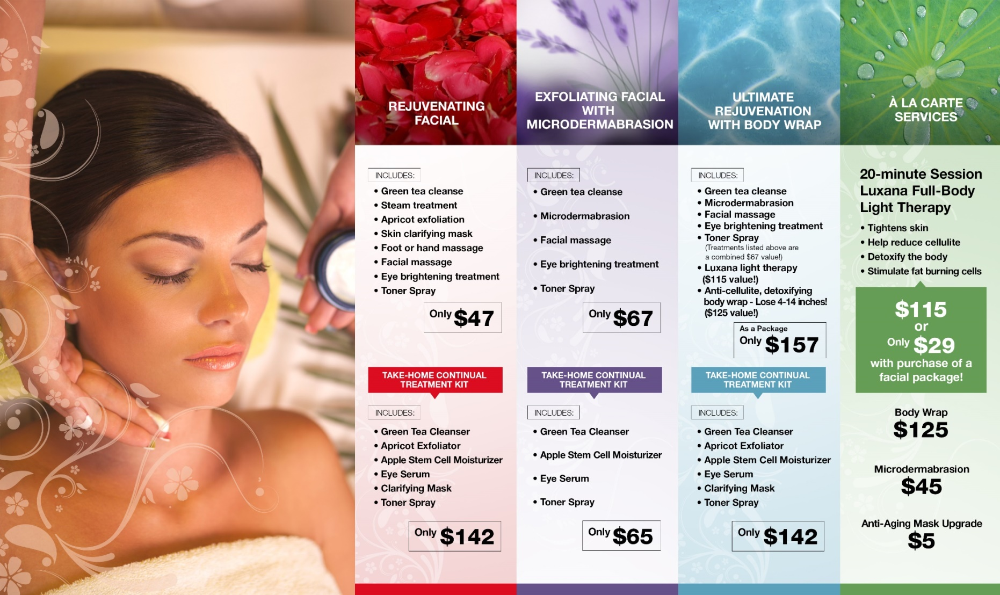 REJUVENATING
FACIAL
INCLUDES:
• Green tea cleanse
• Steam treatment
• Apricot exfoliation
• Skin clarifying mask
• Foot or hand massage
• Facial massage
• Eye brightening treatment
• Toner Spray
Only $47
TAKE-HOME CONTINUAL
TREATMENT KIT
INCLUDES:
• Green Tea Cleanser
• Apricot Exfoliator
• Apple Stem Cell Moisturizer
• Eye Serum
• Clarifying Mask
• Toner Spray
Only $142
EXFOLIATING FACIAL
WITH
MICRODERMABRASION
INCLUDES:
• Green tea cleanse
• Microdermabrasion
• Facial massage
• Eye brightening treatment
• Toner Spray
Only $67
TAKE-HOME CONTINUAL
TREATMENT KIT
INCLUDES:
• Green Tea Cleanser
• Apple Stem Cell Moisturizer
• Eye Serum
• Toner Spray
Only $65
ULTIMATE
REJUVENATION
WITH BODY WRAP
INCLUDES:
• Green tea cleanse
• Microdermabrasion
• Facial massage
• Eye brightening treatment
• Toner Spray
(Treatments listed above are
a combined $67 value!)
• Luxana light therapy
($115 value!)
• Anti-cellulite, detoxifying
body wrap - Lose 4-14 inches!
($125 value!)
As a Package
Only $157
TAKE-HOME CONTINUAL
TREATMENT KIT
INCLUDES:
• Green Tea Cleanser
• Apricot Exfoliator
• Apple Stem Cell Moisturizer
• Eye Serum
• Clarifying Mask
• Toner Spray
Only $142
À LA CARTE
SERVICES
20-minute Session
Luxana Full-Body
Light Therapy
• Tightens skin
• Help reduce cellulite
• Detoxify the body
• Stimulate fat burning cells
$115
or
Only $29
with purchase of a
facial package!
Body Wrap
$125
Microdermabrasion
$45
Anti-Aging Mask Upgrade
$5